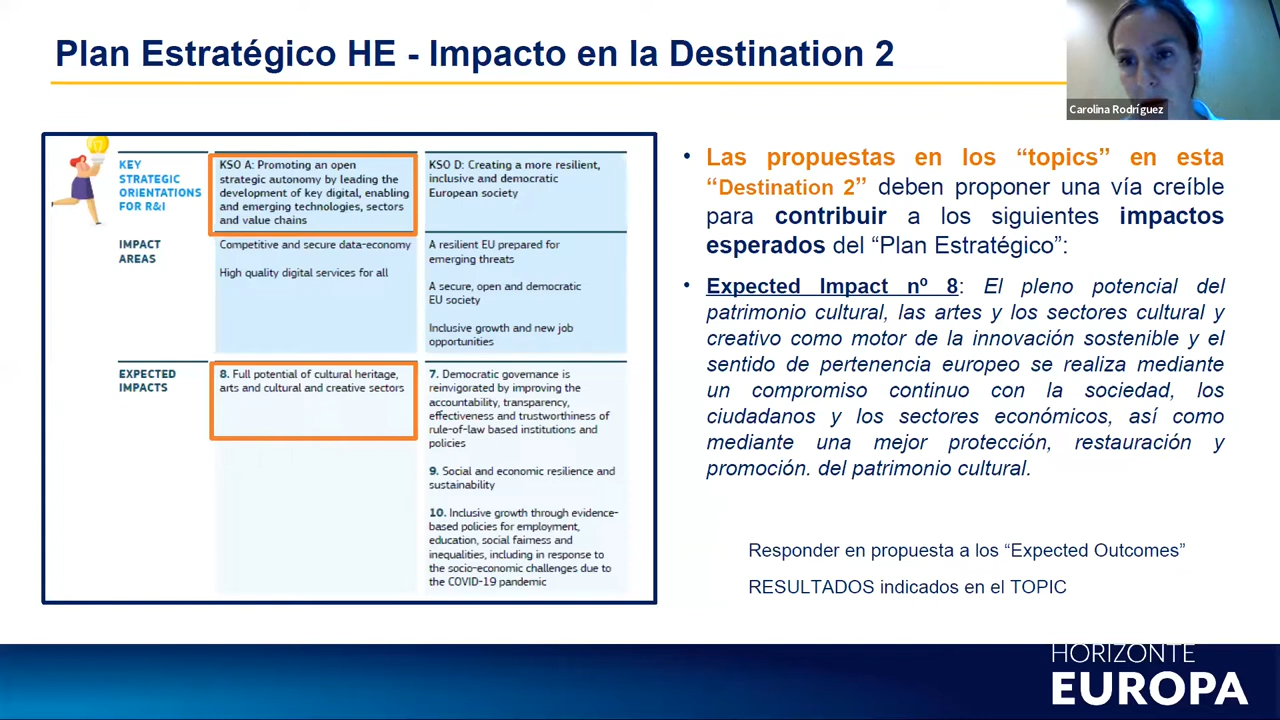 Plan Estratégico HE - Impacto en la Destination 2
Carolina Rodríguez
KEY
STRATEGIC
ORIENTATIONS
FOR R&I
KSO A: Promoting an open
strategic autonomy by leading the
development of key digital, enabling
and emerging technologies, sectors
and value chains
KSO D: Creating a more resilient,
inclusive and democratic
European society
IMPACT
AREAS
Competitive and secure data-economy
High quality digital services for all
A resilient EU prepared for
emerging threats
A secure, open and democratic
EU society
Inclusive growth and new job
opportunities
EXPECTED
IMPACTS
8. Full potential of cultural heritage,
arts and cultural and creative sectors
7. Democratic governance is
reinvigorated by improving the
accountability, transparency,
effectiveness and trustworthiness of
rule-of-law based institutions and
policies
9. Social and economic resilience and
sustainability
10. Inclusive growth through evidence-
based policies for employment,
education, social fairness and
inequalities, including in response to
the socio-economic challenges due to
the COVID-19 pandemic
• Las propuestas en los “topics” en esta
“Destination 2” deben proponer una vía creíble
para contribuir a los siguientes impactos
esperados del “Plan Estratégico”:
• Expected Impact nº 8: El pleno potencial del
patrimonio cultural, las artes y los sectores cultural y
creativo como motor de la innovación sostenible y el
sentido de pertenencia europeo se realiza mediante
un compromiso continuo con la sociedad, los
ciudadanos y los sectores económicos, así como
mediante una mejor protección, restauración y
promoción. del patrimonio cultural.
Responder en propuesta a los “Expected Outcomes”
RESULTADOS indicados en el TOPIC
HORIZONTE
EUROPA